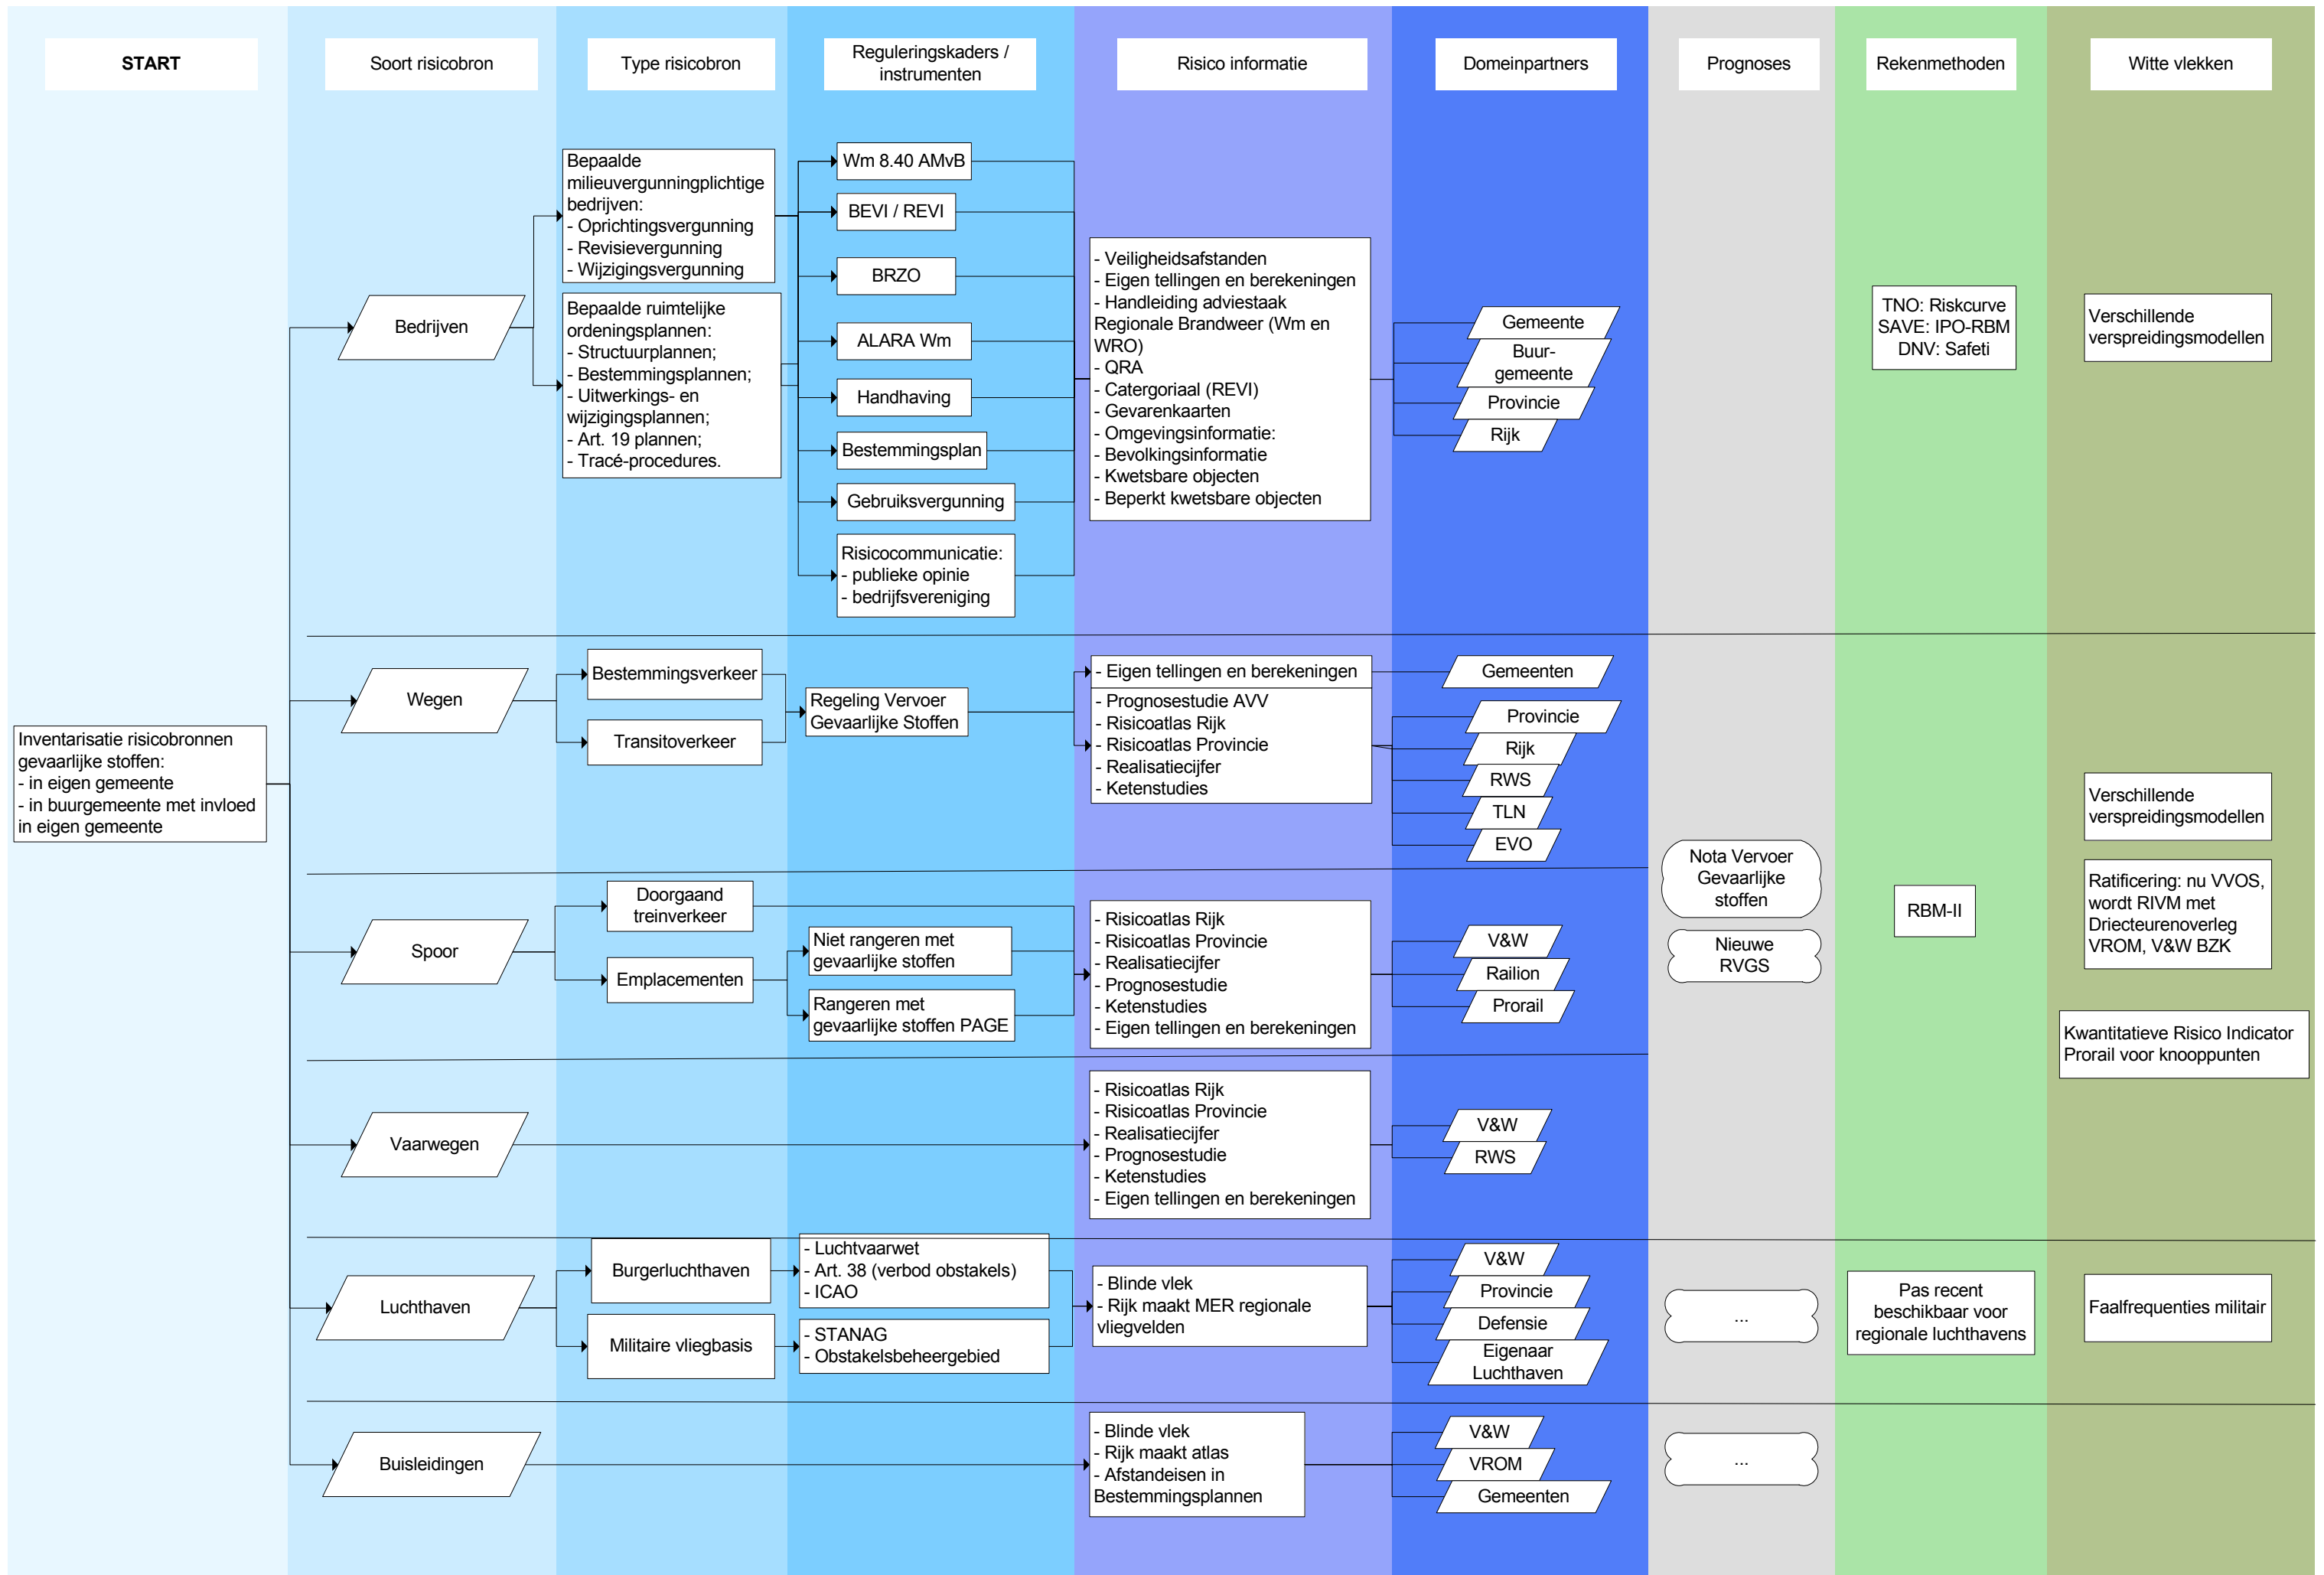 START
Soort risicobron
Type risicobron
Reguleringskaders /
instrumenten
Risico informatie
Domeinpartners
Prognoses
Rekenmethoden
Witte vlekken
Inventarisatie risicobronnen
gevaarlijke stoffen:
- in eigen gemeente
- in buurgemeente met invloed
in eigen gemeente
Bedrijven
Bepaalde
milieuvergunningplichtige
bedrijven:
- Oprichtingsvergunning
- Revisievergunning
- Wijzigingsvergunning
Bepaalde ruimtelijke
ordeningsplannen:
- Structuurplannen;
- Bestemmingsplannen;
- Uitwerkings- en
wijzigingsplannen;
- Art. 19 plannen;
- Tracé-procedures.
Wm 8.40 AMvB
BEVI / REVI
BRZO
ALARA Wm
Handhaving
Bestemmingsplan
Gebruiksvergunning
Risicocommunicatie:
- publieke opinie
- bedrijfsvereniging
- Veiligheidsafstanden
- Eigen tellingen en berekeningen
- Handleiding adviestaak
Regionale Brandweer (Wm en
WRO)
- QRA
- Catergoriaal (REVI)
- Gevarenkaarten
- Omgevingsinformatie:
- Bevolkingsinformatie
- Kwetsbare objecten
- Beperkt kwetsbare objecten
Gemeente
Buur-
gemeente
Provincie
Rijk
TNO: Riskcurve
SAVE: IPO-RBM
DNV: Safeti
Verschillende
verspreidingsmodellen
Wegen
Bestemmingsverkeer
Transitoverkeer
Regeling Vervoer
Gevaarlijke Stoffen
- Eigen tellingen en berekeningen
- Prognosestudie AVV
- Risicoatlas Rijk
- Risicoatlas Provincie
- Realisatiecijfer
- Ketenstudies
Gemeenten
Provincie
Rijk
RWS
TLN
EVO
Verschillende
verspreidingsmodellen
Nota Vervoer
Gevaarlijke
stoffen
Nieuwe
RVGS
RBM-II
Ratificering: nu VVOS,
wordt RIVM met
Driecteurenoverleg
VROM, V&W BZK
Kwantitatieve Risico Indicator
Prorail voor knooppunten
Spoor
Doorgaand
treinverkeer
Emplacementen
Niet rangeren met
gevaarlijke stoffen
Rangeren met
gevaarlijke stoffen PAGE
- Risicoatlas Rijk
- Risicoatlas Provincie
- Realisatiecijfer
- Prognosestudie
- Ketenstudies
- Eigen tellingen en berekeningen
V&W
Railion
Prorail
Vaarwegen
- Risicoatlas Rijk
- Risicoatlas Provincie
- Realisatiecijfer
- Prognosestudie
- Ketenstudies
- Eigen tellingen en berekeningen
V&W
RWS
Luchthaven
Burgerluchthaven
Militaire vliegbasis
- Luchtvaarwet
- Art. 38 (verbod obstakels)
- ICAO
- STANAG
- Obstakelsbeheergebied
- Blinde vlek
- Rijk maakt MER regionale
vliegvelden
V&W
Provincie
Defensie
Eigenaar
Luchthaven
...
Pas recent
beschikbaar voor
regionale luchthavens
Faalfrequenties militair
Buisleidingen
- Blinde vlek
- Rijk maakt atlas
- Afstandeisen in
Bestemmingsplannen
V&W
VROM
Gemeenten
...